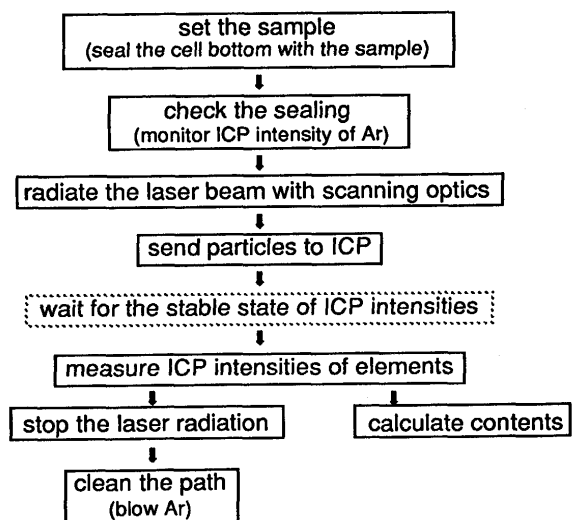 set the sample
(seal the cell bottom with the sample)
check the sealing
(monitor ICP intensity of Ar)
radiate the laser beam with scanning optics
send particles to ICP
wait for the stable state of ICP intensities
measure ICP intensities of elements
stop the laser radiation
calculate contents
clean the path
(blow Ar)